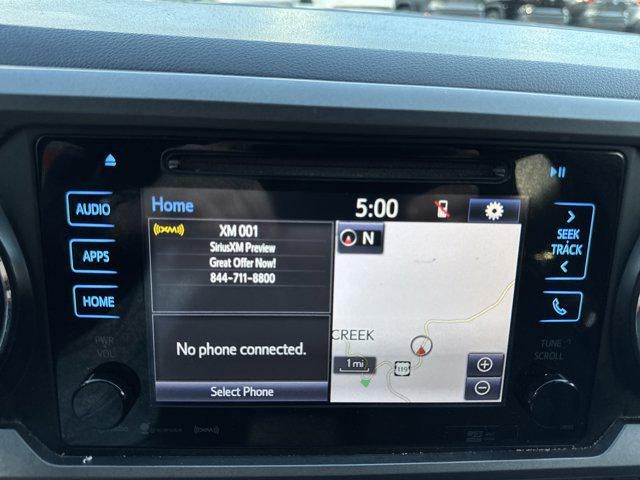 AUDIO
APPS
HOME
PWR
VOL
Home
5:00
XM 001
SiriusXM Preview
Great Offer Now!
844-711-8800
No phone connected.
Select Phone
N
CREEK
1 mi
119
SEEK
TRACK
TUNE
SCROLL